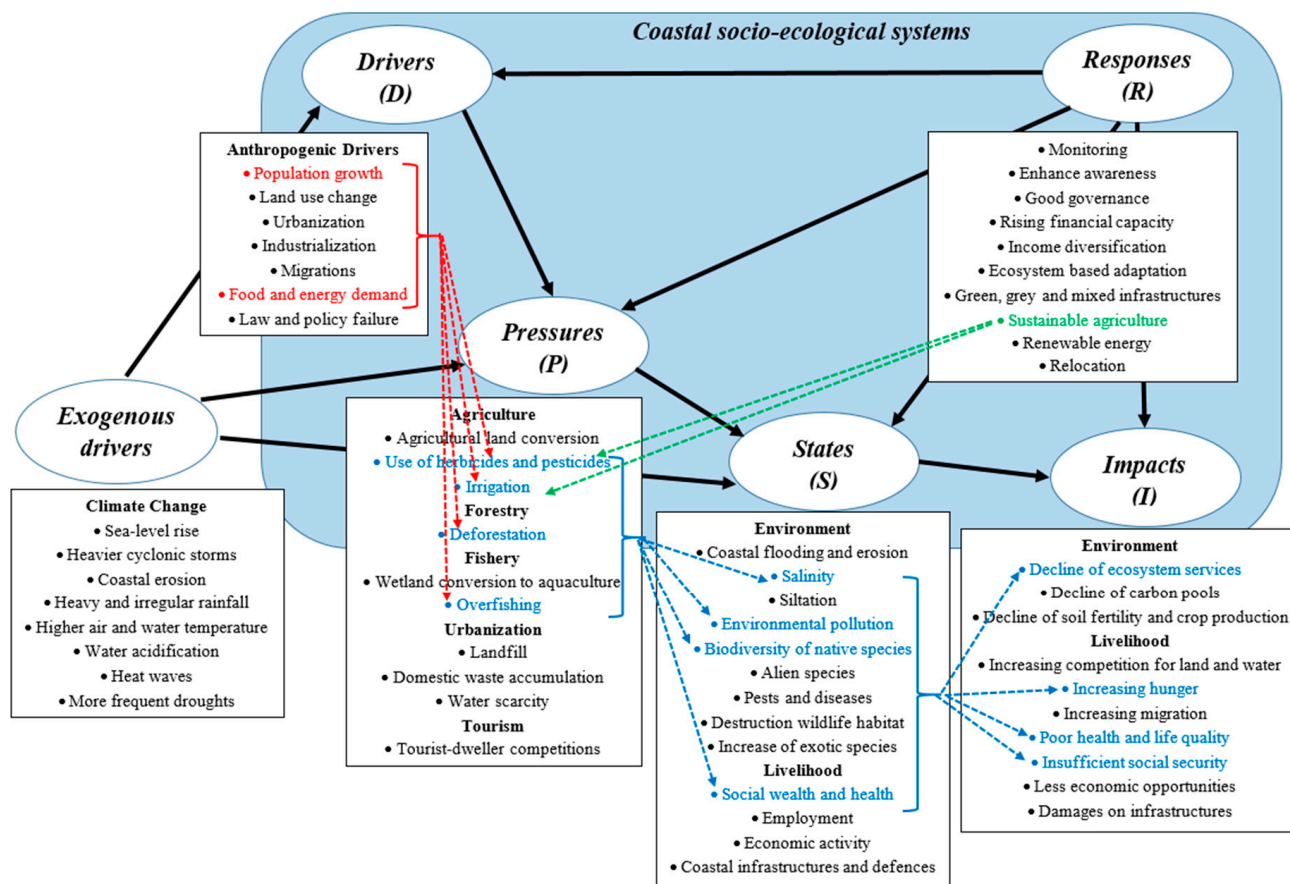 Coastal socio-ecological systems
Drivers
(D)
Responses
(R)
Anthropogenic Drivers
• Population growth
• Land use change
• Urbanization
• Industrialization
• Migrations
• Food and energy demand
• Law and policy failure
• Monitoring
• Enhance awareness
• Good governance
• Rising financial capacity
• Income diversification
• Ecosystem based adaptation
• Green, grey and mixed infrastructures
• Sustainable agriculture
• Renewable energy
• Relocation
Pressures
(P)
Exogenous
drivers
States
(S)
Impacts
(I)
Climate Change
• Sea-level rise
• Heavier cyclonic storms
• Coastal erosion
• Heavy and irregular rainfall
• Higher air and water temperature
• Water acidification
• Heat waves
• More frequent droughts
Agriculture
• Agricultural land conversion
• Use of herbicides and pesticides
• Irrigation
Forestry
• Deforestation
Fishery
• Wetland conversion to aquaculture
• Overfishing
Urbanization
• Landfill
• Domestic waste accumulation
• Water scarcity
Tourism
• Tourist-dweller competitions
Environment
• Coastal flooding and erosion
• Salinity
• Siltation
• Environmental pollution
• Biodiversity of native species
• Alien species
• Pests and diseases
• Destruction wildlife habitat
• Increase of exotic species
Livelihood
• Social wealth and health
• Employment
• Economic activity
• Coastal infrastructures and defences
Environment
• Decline of ecosystem services
• Decline of carbon pools
• Decline of soil fertility and crop production
Livelihood
• Increasing competition for land and water
• Increasing hunger
• Increasing migration
• Poor health and life quality
• Insufficient social security
• Less economic opportunities
• Damages on infrastructures